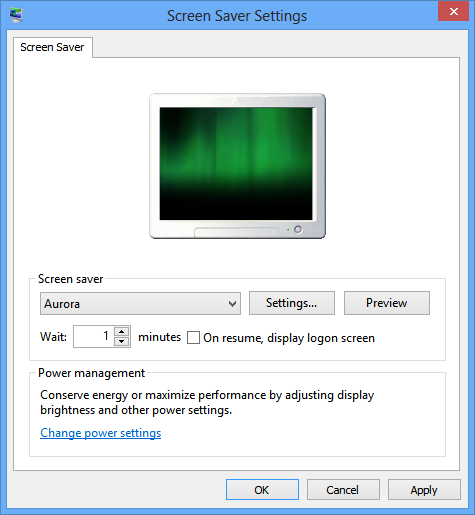 Screen Saver Settings
Screen Saver
Screen saver
Aurora
Settings...
Preview
Wait: 1 minutes On resume, display logon screen
Power management
Conserve energy or maximize performance by adjusting display
brightness and other power settings.
Change power settings
OK
Cancel
Apply